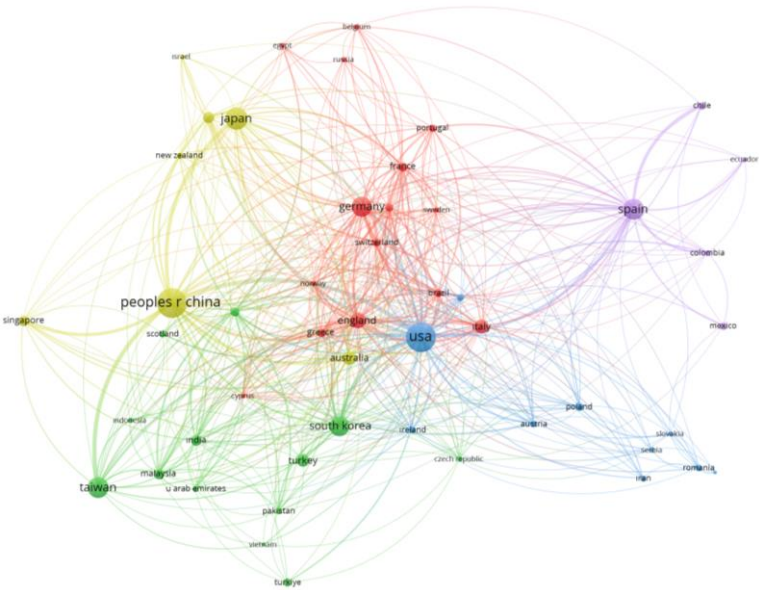 belgium
egypt
israel
russia
chile
japan
portugal
new zealand
ecuador
france
germany
sweden
spain
switzerland
colombia
norway
brazil
peoples r china
singapore
england
mexico
scotland
greece
italy
usa
australia
cyprus
poland
indonesia
south korea
ireland
austria
india
slovakia
serbia
turkey
czech republic
malaysia
romania
taiwan
u arab emirates
iran
pakistan
vietnam
turkiye